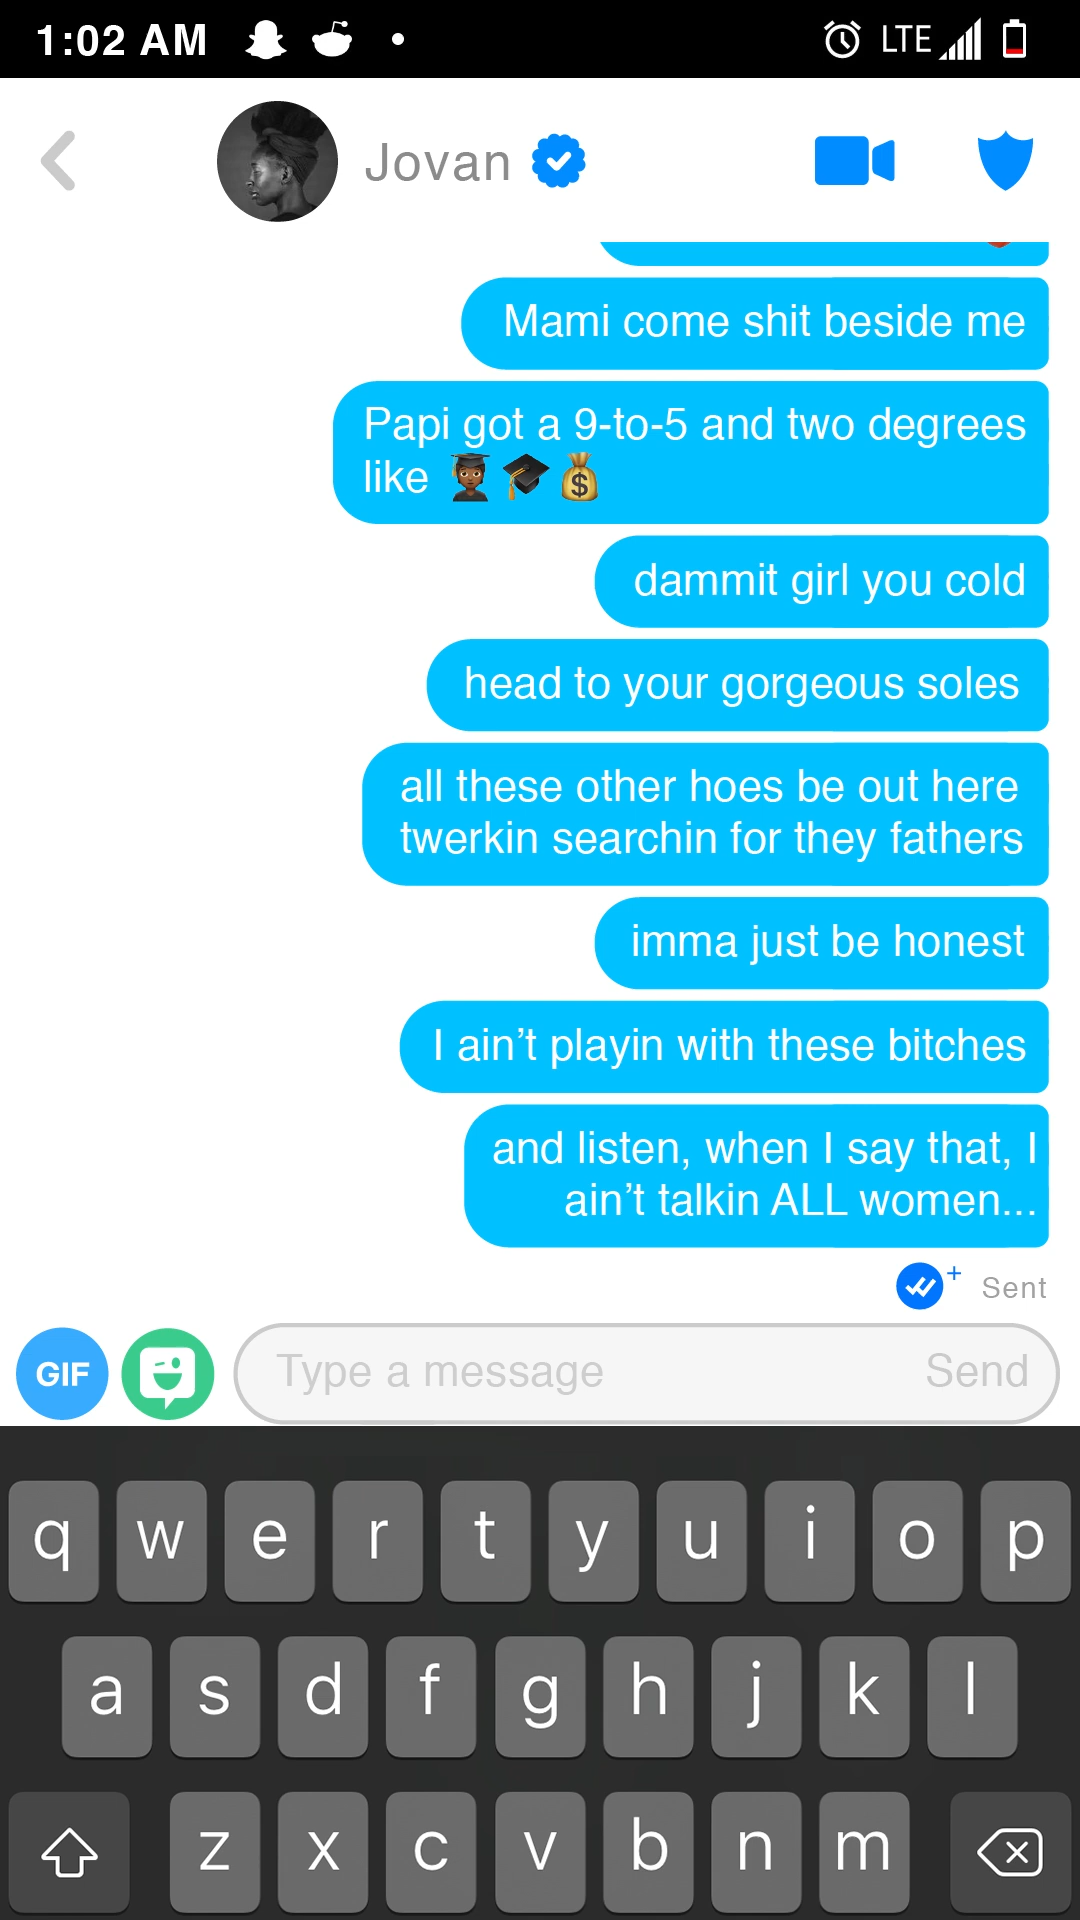 1:02 AM LTE
Jovan
Mami come shit beside me
Papi got a 9-to-5 and two degrees
like 👨🏾‍🎓🎓💰
dammit girl you cold
head to your gorgeous soles
all these other hoes be out here
twerkin searchin for they fathers
imma just be honest
I ain’t playin with these bitches
and listen, when I say that, I
ain’t talkin ALL women...
+ Sent
GIF Type a message Send
q w e r t y u i o p
a s d f g h j k l
z x c v b n m